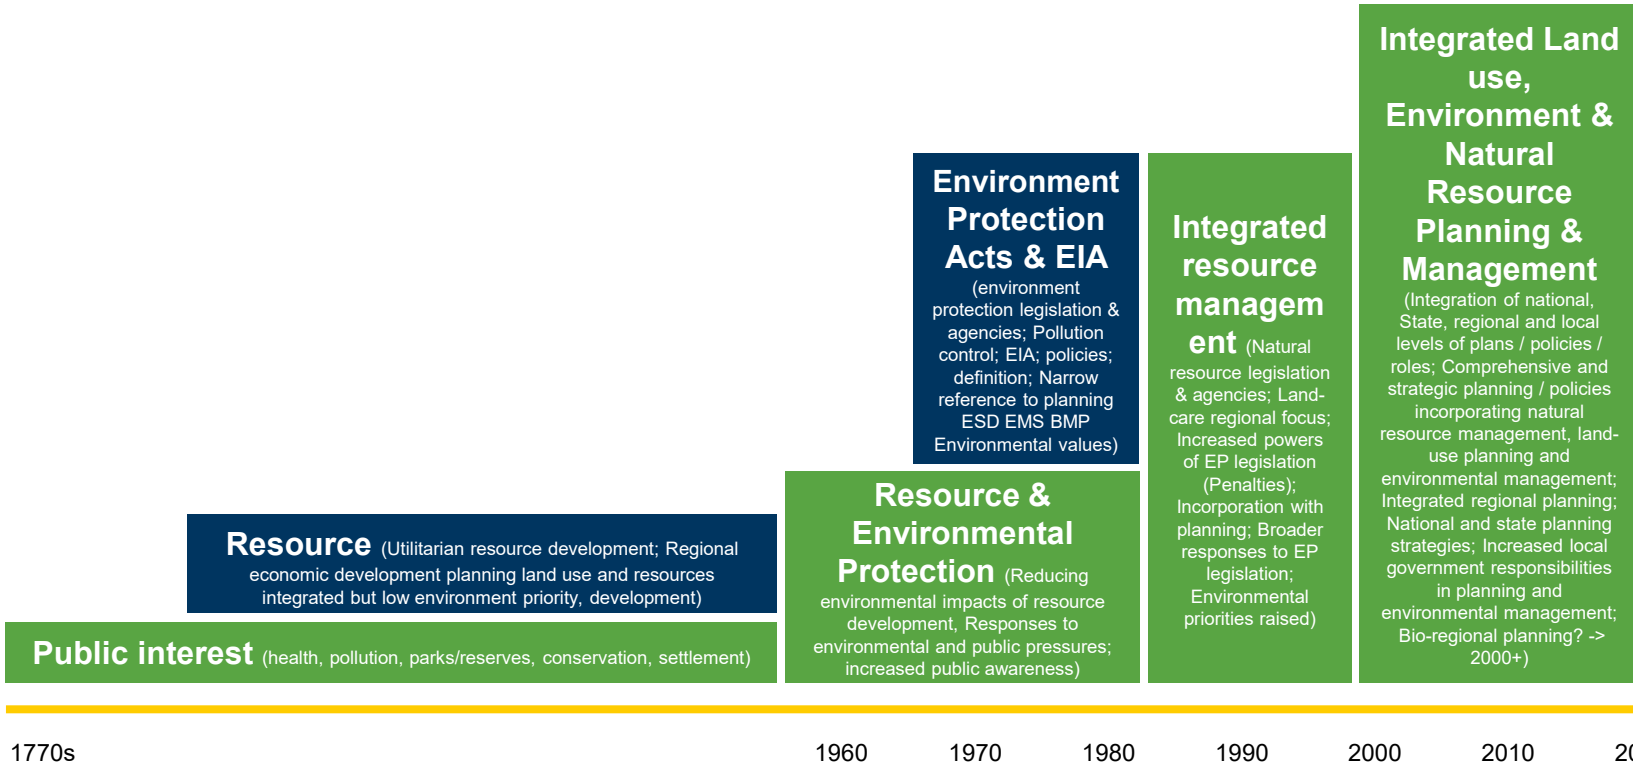 Integrated Land
use,
Environment &
Natural
Resource
Planning &
Management
(Integration of national,
State, regional and local
levels of plans / policies /
roles; Comprehensive and
strategic planning / policies
incorporating natural
resource management, land-
use planning and
environmental management;
Integrated regional planning;
National and state planning
strategies; Increased local
government responsibilities
in planning and
environmental management;
Bio-regional planning? ->
2000+)
Environment
Protection
Acts & EIA
(environment
protection legislation &
agencies; Pollution
control; EIA; policies;
definition; Narrow
reference to planning
ESD EMS BMP
Environmental values)
Integrated
resource
managem
ent (Natural
resource legislation
& agencies; Land-
care regional focus;
Increased powers
of EP legislation
(Penalties);
Incorporation with
planning; Broader
responses to EP
legislation;
Environmental
priorities raised)
Resource &
Environmental
Protection (Reducing
environmental impacts of resource
development, Responses to
environmental and public pressures;
increased public awareness)
Resource (Utilitarian resource development; Regional
economic development planning land use and resources
integrated but low environment priority, development)
Public interest (health, pollution, parks/reserves, conservation, settlement)
1770s 1960 1970 1980 1990 2000 2010